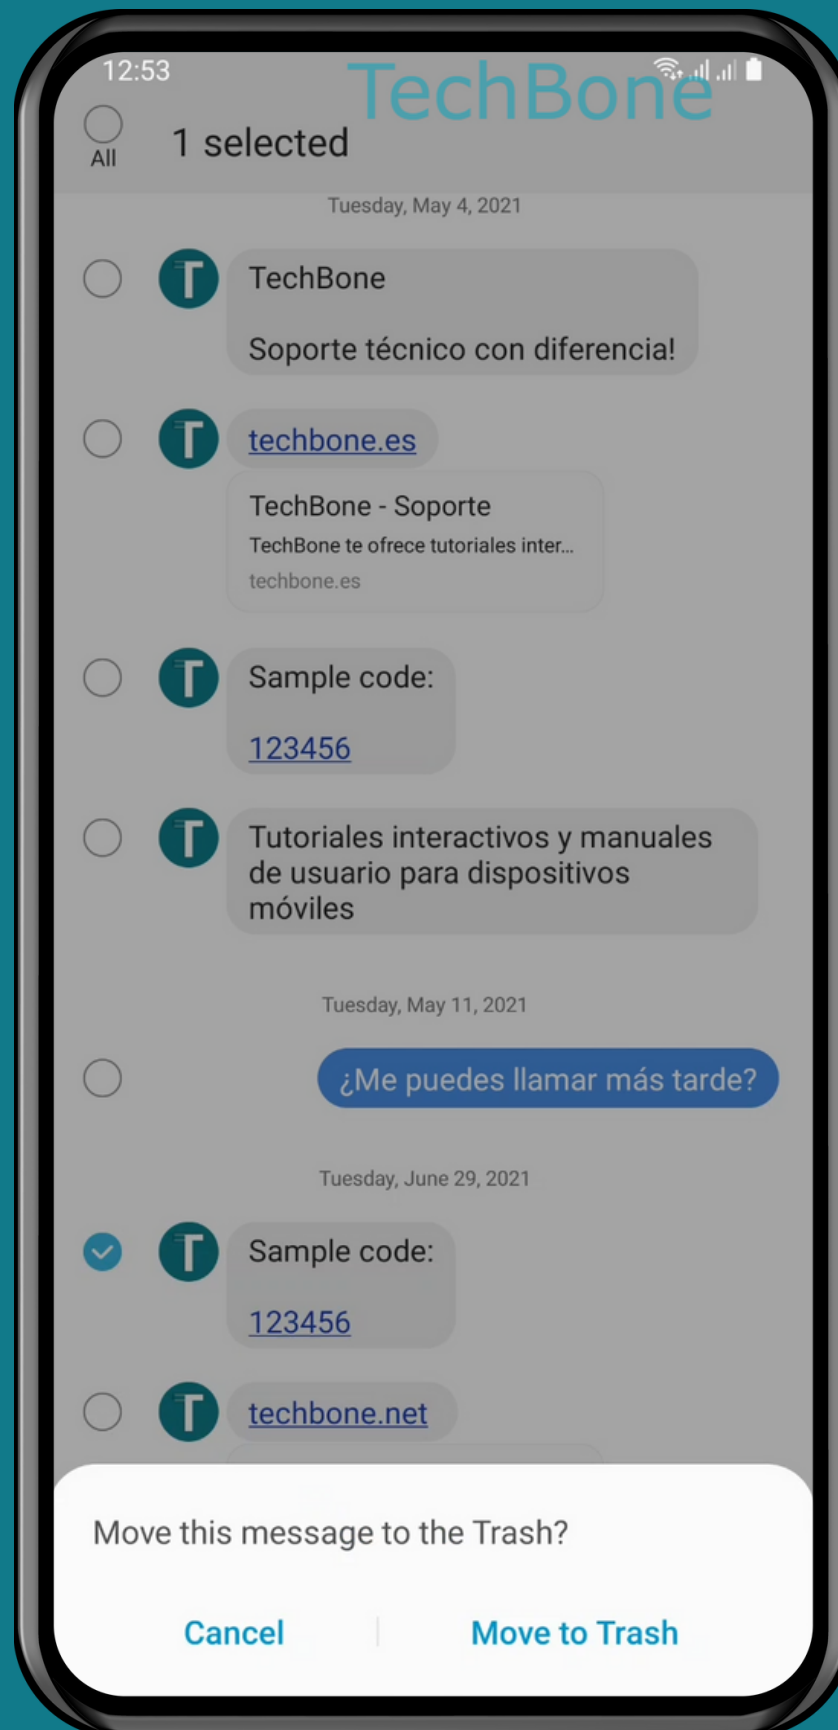 12:53
TechBone
All
1 selected
Tuesday, May 4, 2021
T
TechBone
Soporte técnico con diferencia!
T
techbone.es
TechBone - Soporte
TechBone te ofrece tutoriales inter...
techbone.es
T
Sample code:
123456
T
Tutoriales interactivos y manuales
de usuario para dispositivos
móviles
Tuesday, May 11, 2021
¿Me puedes llamar más tarde?
Tuesday, June 29, 2021
T
Sample code:
123456
T
techbone.net
Move this message to the Trash?
Cancel
Move to Trash